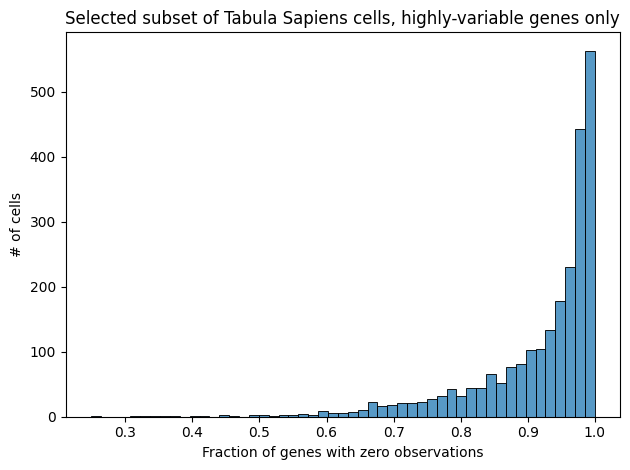 Selected subset of Tabula Sapiens cells, highly-variable genes only
# of cells
500
400
300
200
100
0
0.3 0.4 0.5 0.6 0.7 0.8 0.9 1.0
Fraction of genes with zero observations